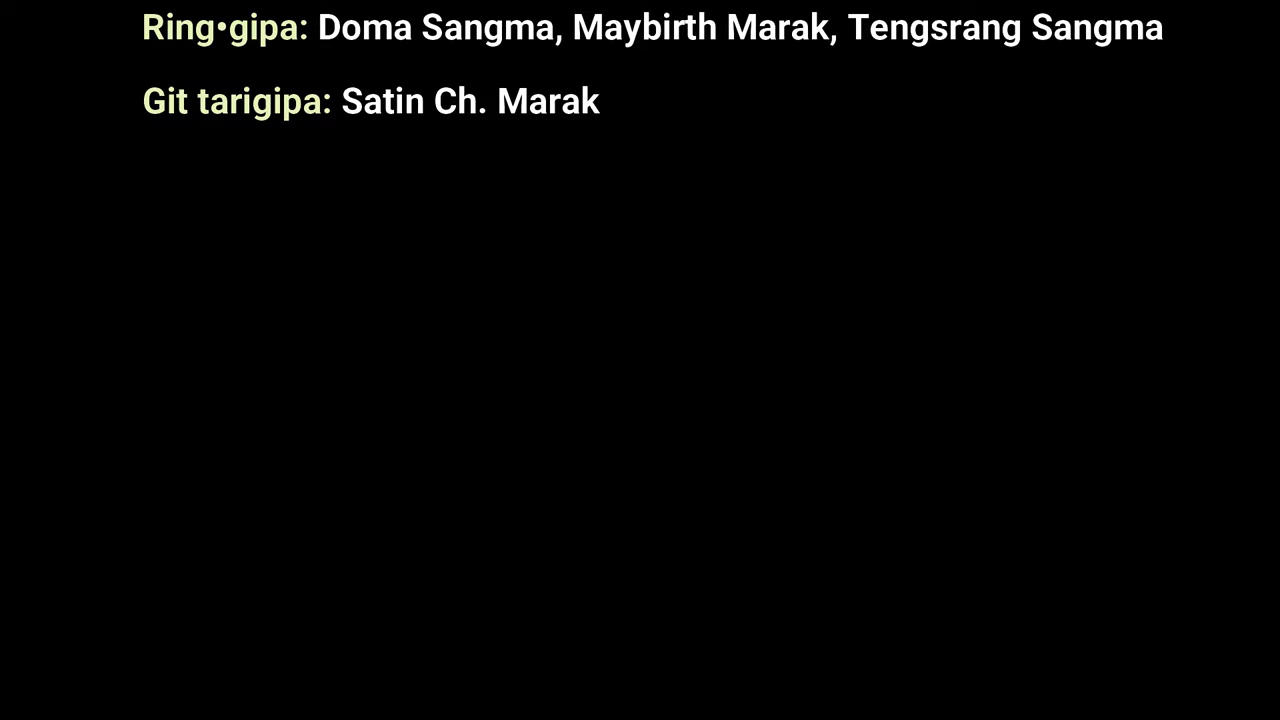 Ring•gipa: Doma Sangma, Maybirth Marak, Tengsrang Sangma
Git tarigipa: Satin Ch. Marak